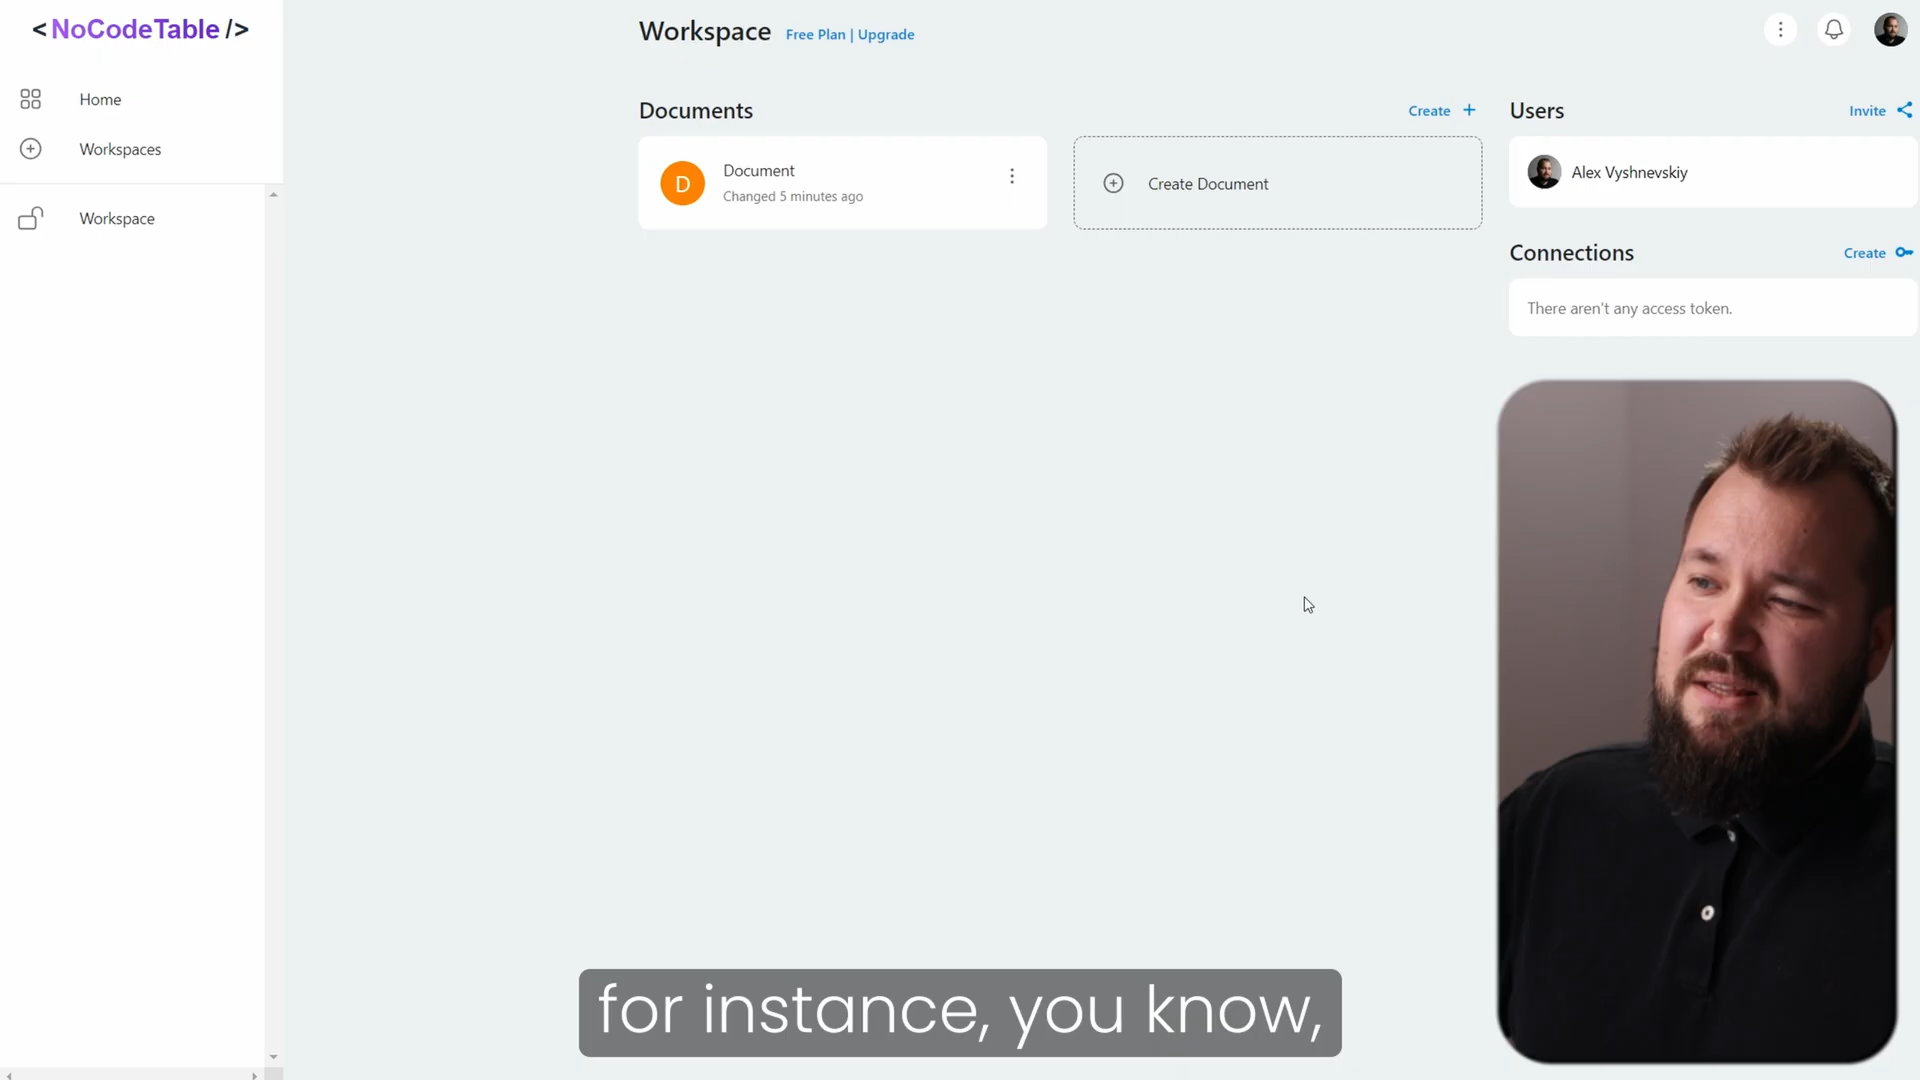 <NoCodeTable/>
Home
Workspaces
Workspace
Workspace
Free Plan | Upgrade
Documents
Create +
D
Document
Changed 5 minutes ago
Create Document
Users
Invite
Alex Vyshnevskiy
Connections
Create
There aren't any access token.
for instance, you know,